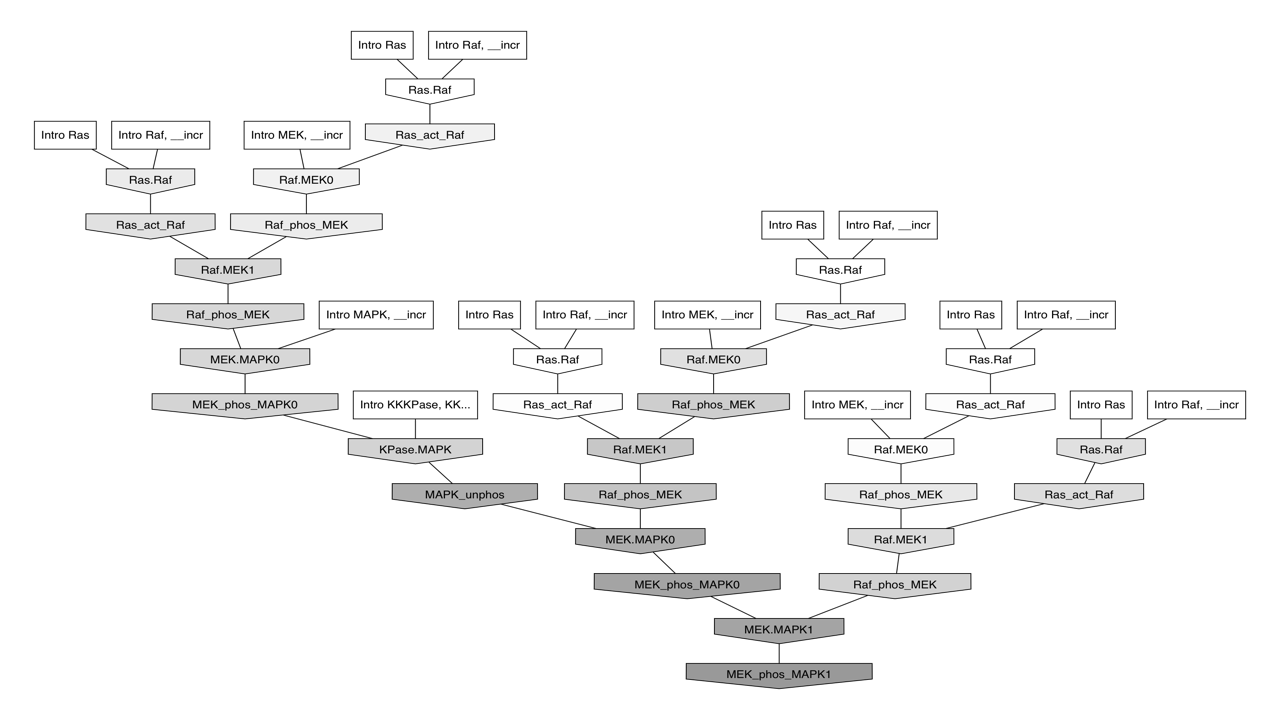 Intro Ras
Intro Raf, __incr
Ras.Raf
Intro Ras
Intro Raf, __incr
Intro MEK, __incr
Ras_act_Raf
Ras.Raf
Raf.MEK0
Ras_act_Raf
Raf_phos_MEK
Intro Ras
Intro Raf, __incr
Raf.MEK1
Ras.Raf
Raf_phos_MEK
Intro MAPK, __incr
Intro Ras
Intro Raf, __incr
Intro MEK, __incr
Ras_act_Raf
Intro Ras
Intro Raf, __incr
MEK.MAPK0
Ras.Raf
Raf.MEK0
Ras.Raf
MEK_phos_MAPK0
Intro KKKPase, KK...
Ras_act_Raf
Raf_phos_MEK
Intro MEK, __incr
Ras_act_Raf
Intro Ras
Intro Raf, __incr
KPase.MAPK
Raf.MEK1
Raf.MEK0
Ras.Raf
MAPK_unphos
Raf_phos_MEK
Raf_phos_MEK
Ras_act_Raf
MEK.MAPK0
Raf.MEK1
MEK_phos_MAPK0
Raf_phos_MEK
MEK.MAPK1
MEK_phos_MAPK1